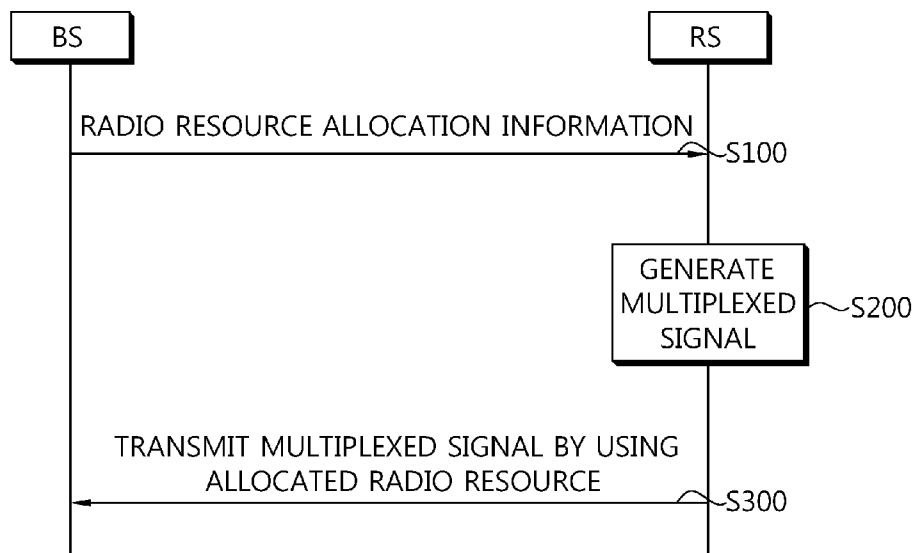 BS
RS
RADIO RESOURCE ALLOCATION INFORMATION
S100
GENERATE
MULTIPLEXED
SIGNAL
S200
TRANSMIT MULTIPLEXED SIGNAL BY USING
ALLOCATED RADIO RESOURCE
S300